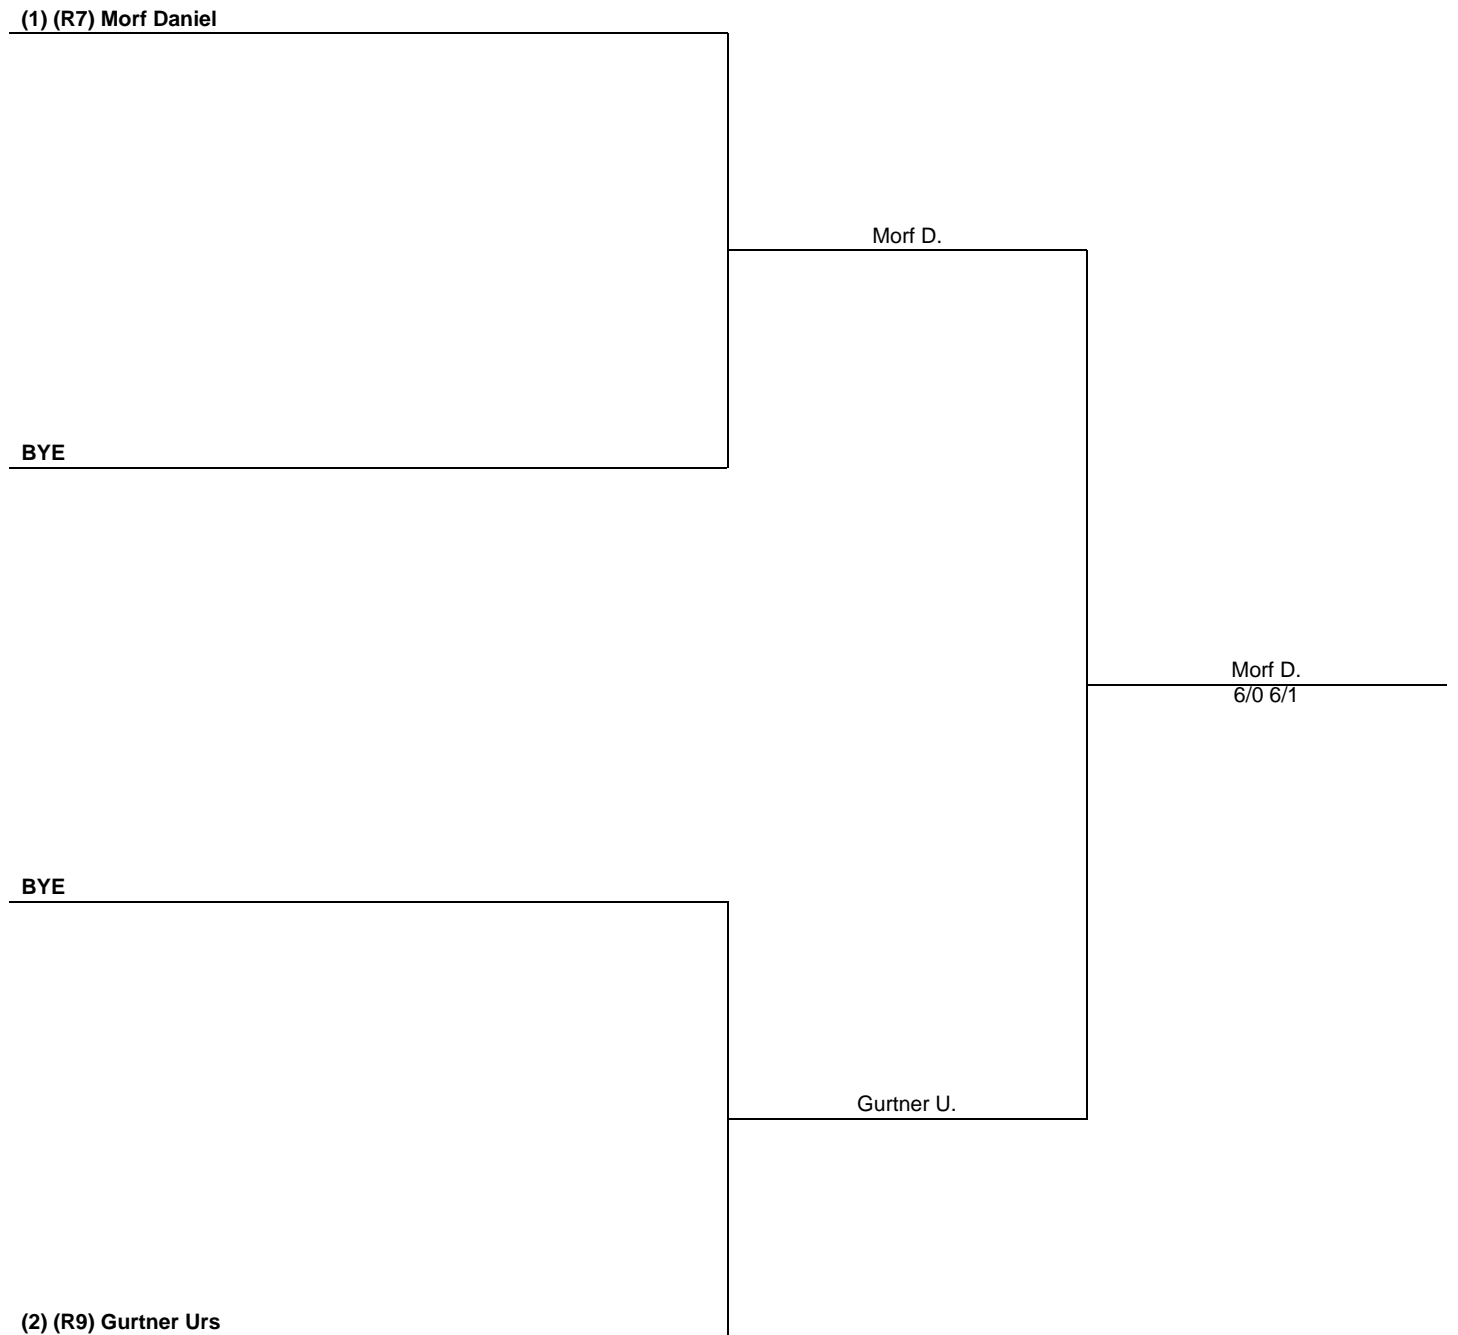 (1) (R7) Morf Daniel
Morf D.
BYE
Morf D.
6/0 6/1
BYE
Gurtner U.
(2) (R9) Gurtner Urs